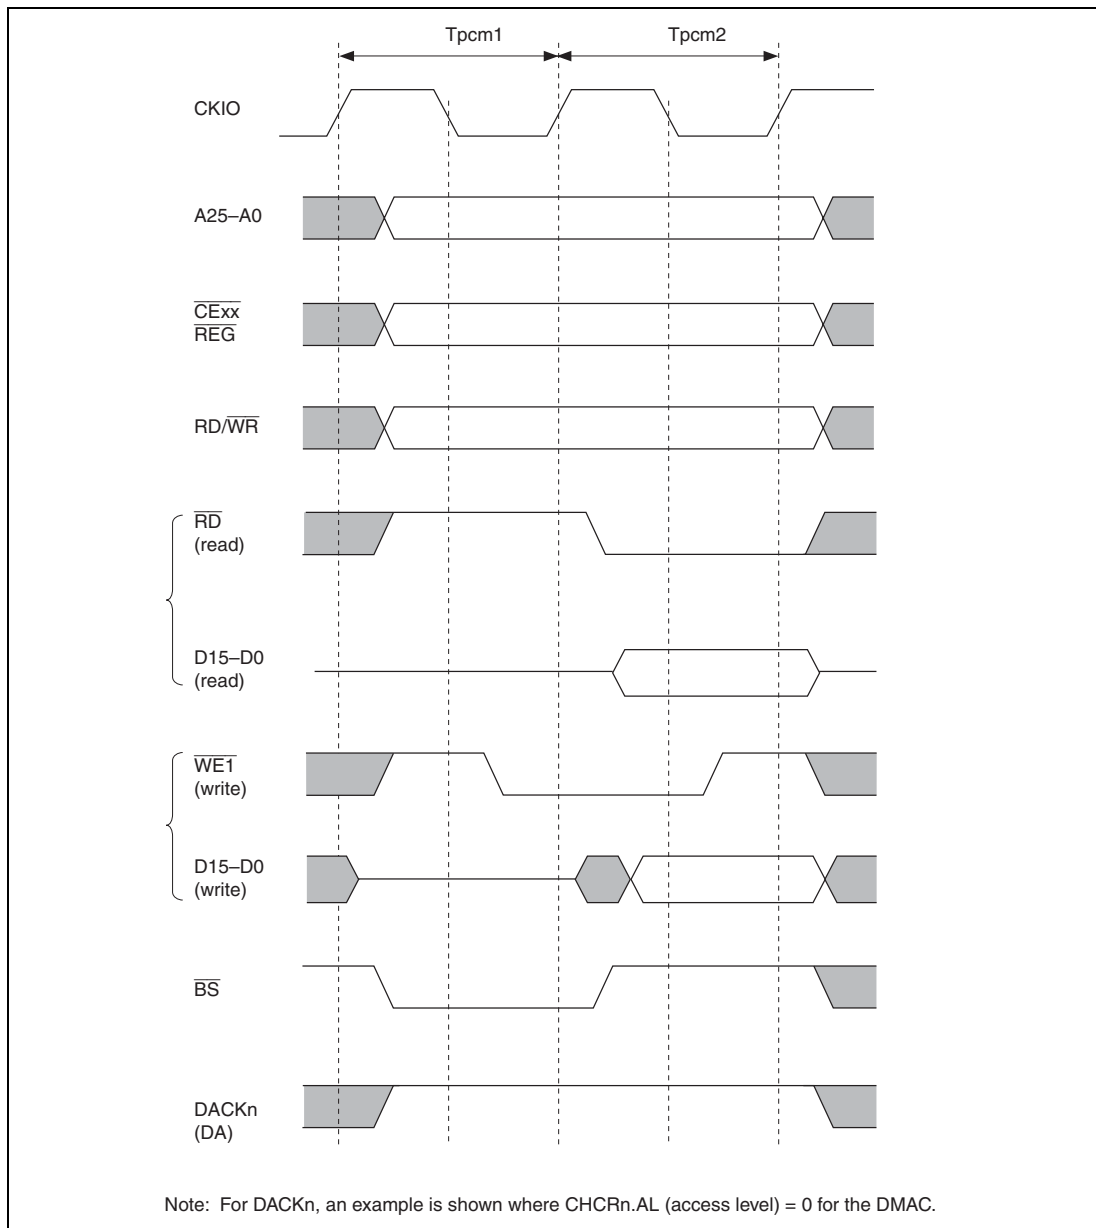 Tpcm1 Tpcm2
CKIO
A25–A0
CExx
REG
RD/WR
RD
(read)
D15–D0
(read)
WE1
(write)
D15–D0
(write)
BS
DACKn
(DA)
Note: For DACKn, an example is shown where CHCRn.AL (access level) = 0 for the DMAC.